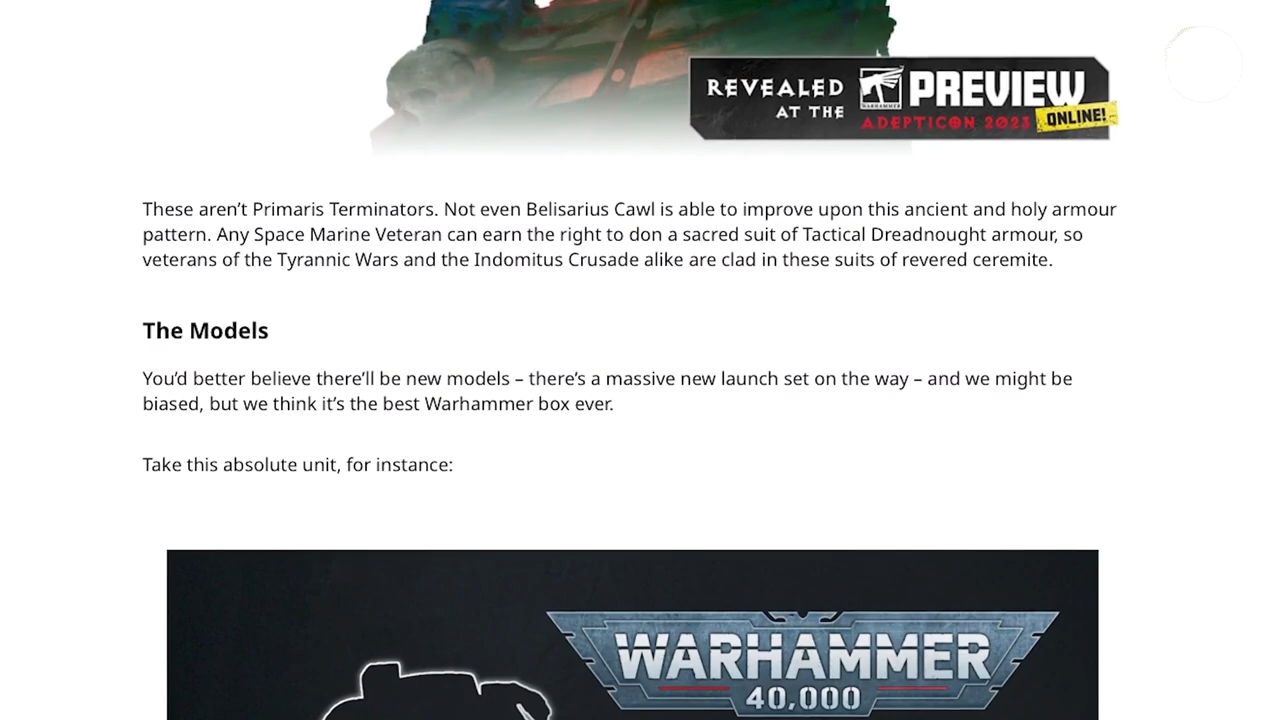 REVEALED
AT THE
WARHAMMER
PREVIEW
ADEPTICON 2023
ONLINE!
These aren’t Primaris Terminators. Not even Belisarius Cawl is able to improve upon this ancient and holy armour
pattern. Any Space Marine Veteran can earn the right to don a sacred suit of Tactical Dreadnought armour, so
veterans of the Tyrannic Wars and the Indomitus Crusade alike are clad in these suits of revered ceremite.
The Models
You’d better believe there’ll be new models – there’s a massive new launch set on the way – and we might be
biased, but we think it’s the best Warhammer box ever.
Take this absolute unit, for instance:
WARHAMMER
40,000